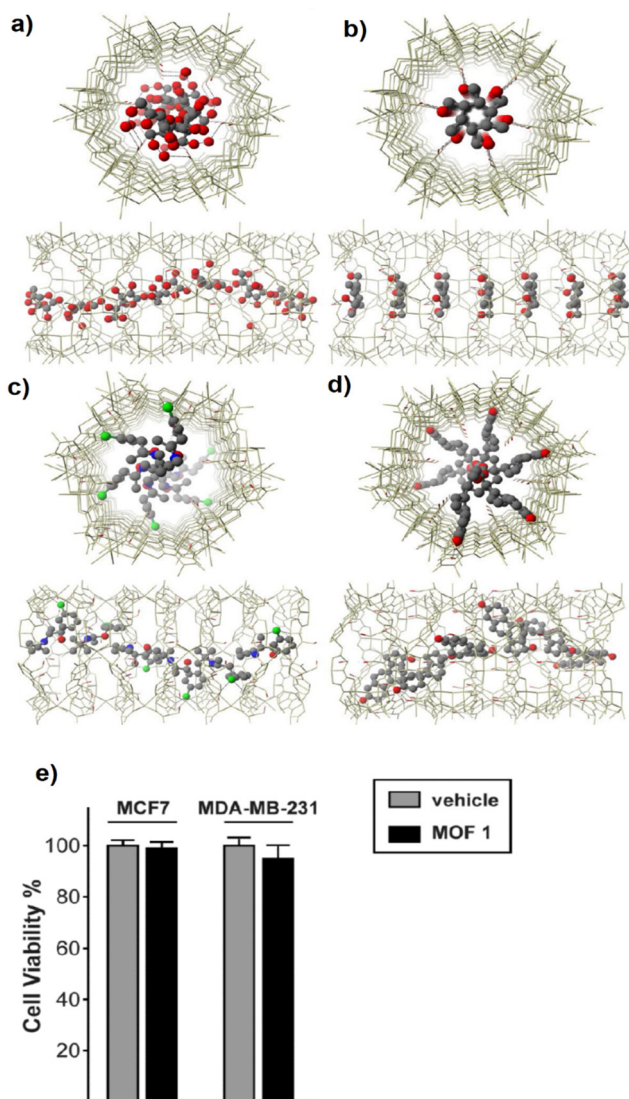 a)
b)
c)
d)
e)
MCF7 MDA-MB-231
vehicle
MOF 1
Cell Viability %
100
80
60
40
20